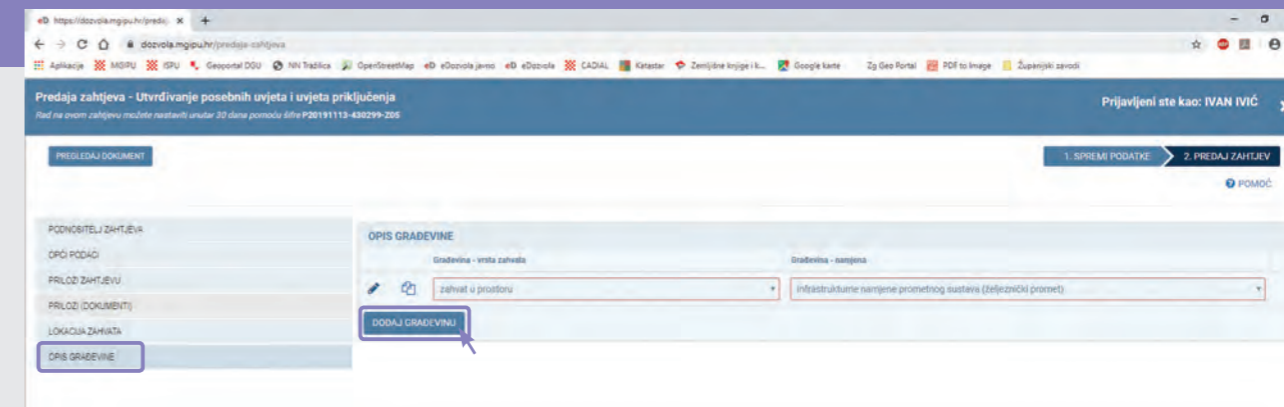 eD https://dozvola.mgipu.hr/predaj
dozvola.mgipu.hr/predaja-zahtjeva
Aplikacije MGIPU ISPU Geoportal DGU NN Tražilica OpenStreetMap eD eDozvola javno eD eDozvola CADIAL Katastar Zemljišne knjige i k... Google karte Zg Geo Portal PDF to Image Županijski zavodi
Predaja zahtjeva - Utvrđivanje posebnih uvjeta i uvjeta priključenja
Prijavljeni ste kao: IVAN IVIĆ
Rad na ovom zahtjevu možete nastaviti unutar 30 dana pomoću šifre P20191113-430299-Z05
PREGLEDAJ DOKUMENT
1. SPREMI PODATKE
2. PREDAJ ZAHTJEV
POMOĆ
PODNOSITELJ ZAHTJEVA
OPĆI PODACI
PRILOZI ZAHTJEVU
PRILOZI (DOKUMENTI)
LOKACIJA ZAHVATA
OPIS GRAĐEVINE
OPIS GRAĐEVINE
Građevina - vrsta zahvata
Građevina - namjena
zahvat u prostoru
infrastrukturne namjene prometnog sustava (željeznički promet)
DODAJ GRAĐEVINU